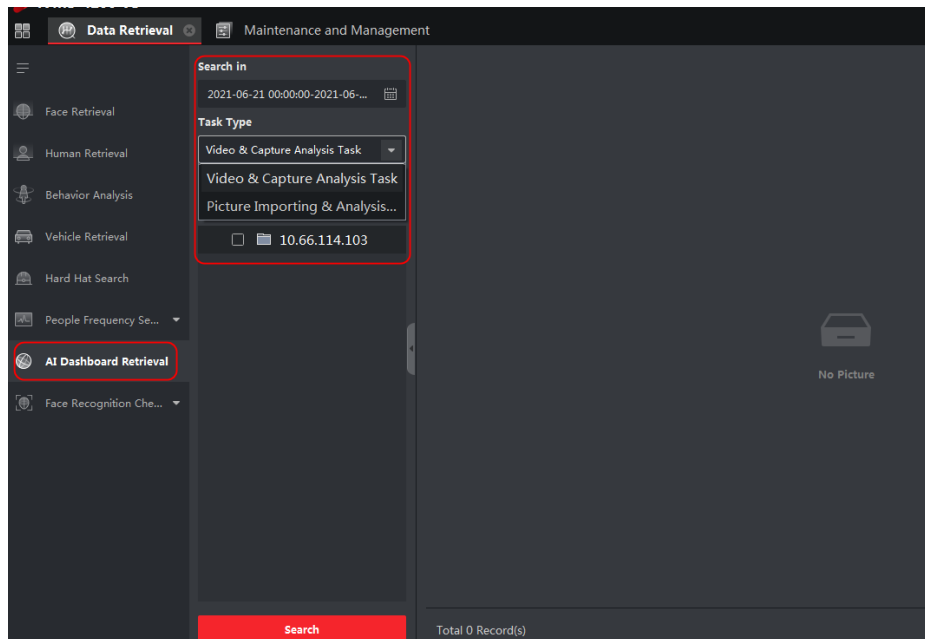 Data Retrieval
Maintenance and Management
Search in
2021-06-21 00:00:00-2021-06-...
Face Retrieval
Task Type
Human Retrieval
Video & Capture Analysis Task
Video & Capture Analysis Task
Behavior Analysis
Picture Importing & Analysis...
Vehicle Retrieval
10.66.114.103
Hard Hat Search
People Frequency Se...
AI Dashboard Retrieval
No Picture
Face Recognition Che...
Search
Total 0 Record(s)